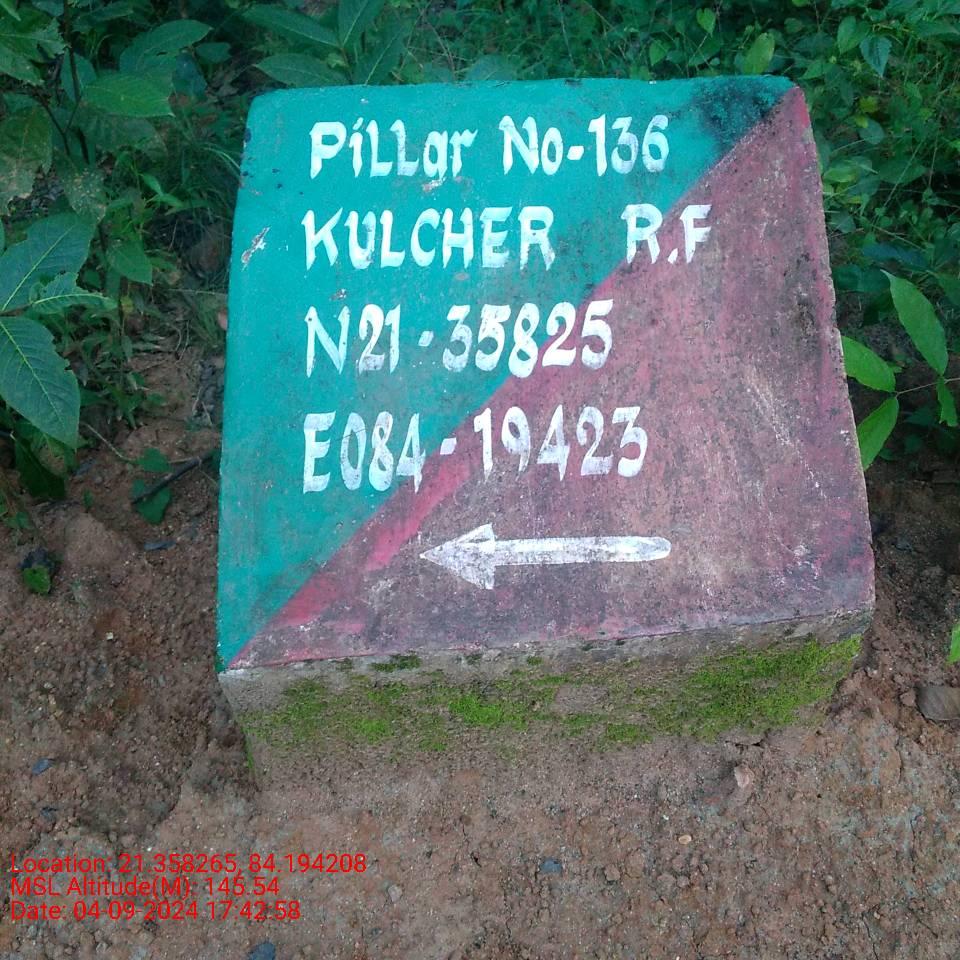 Pillar No-136
KULCHER R.F
N21-35825
E084-19423
Location: 21.358265, 84.194208
MSL Altitude(M): 145.54
Date: 04-09-2024 17:42:58